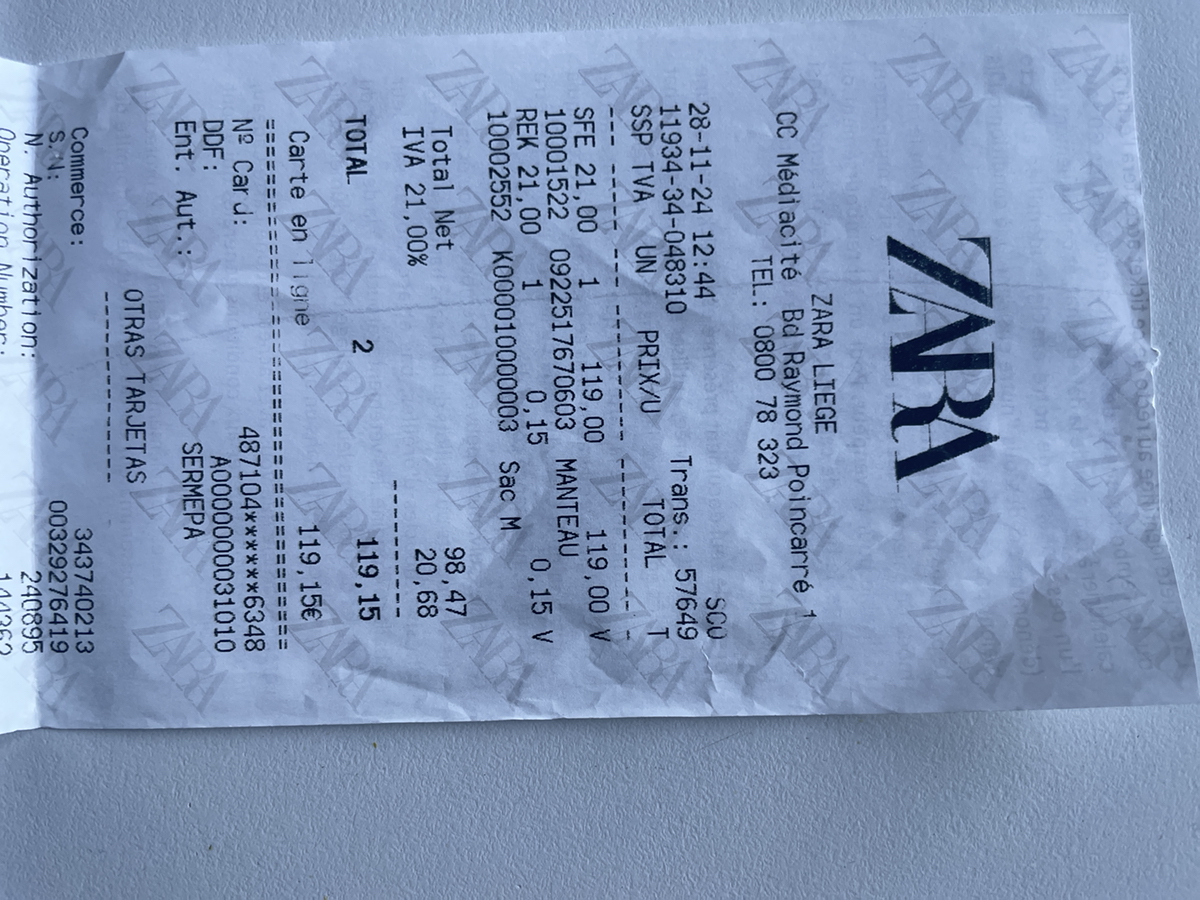 ZARA
ZARA LIEGE
CC Médiacité Bd Raymond Poincarré 1
TEL.: 0800 78 323
SCO
28-11-24 12:44
11934-34-048310 Trans.: 57649
SSP TVA UN PRIX/U TOTAL T
SFE 21,00 1 119,00 119,00 V
10001522 0922517670603 MANTEAU
REK 21,00 1 0,15 0,15 V
10002552 K0000100000003 Sac M
Total Net 98,47
IVA 21,00% 20,68
TOTAL 2 119,15
Carte en ligne 119,15€
Nº Card: 487104******6348
DDF: A0000000031010
Ent. Aut.: SERMEPA
OTRAS TARJETAS
Commerce: 343740213
S.N: 00329276419
N. Authorization: 240895
Operation Number: